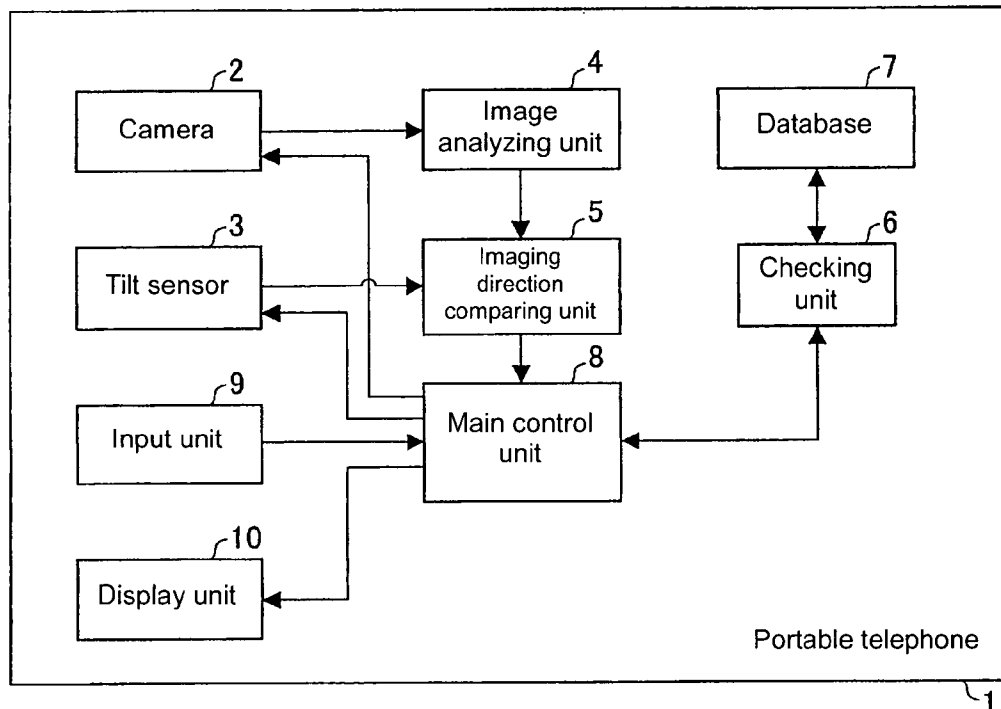 2
Camera
4
Image
analyzing unit
7
Database
3
Tilt sensor
5
Imaging
direction
comparing unit
6
Checking
unit
9
Input unit
8
Main control
unit
10
Display unit
Portable telephone
1